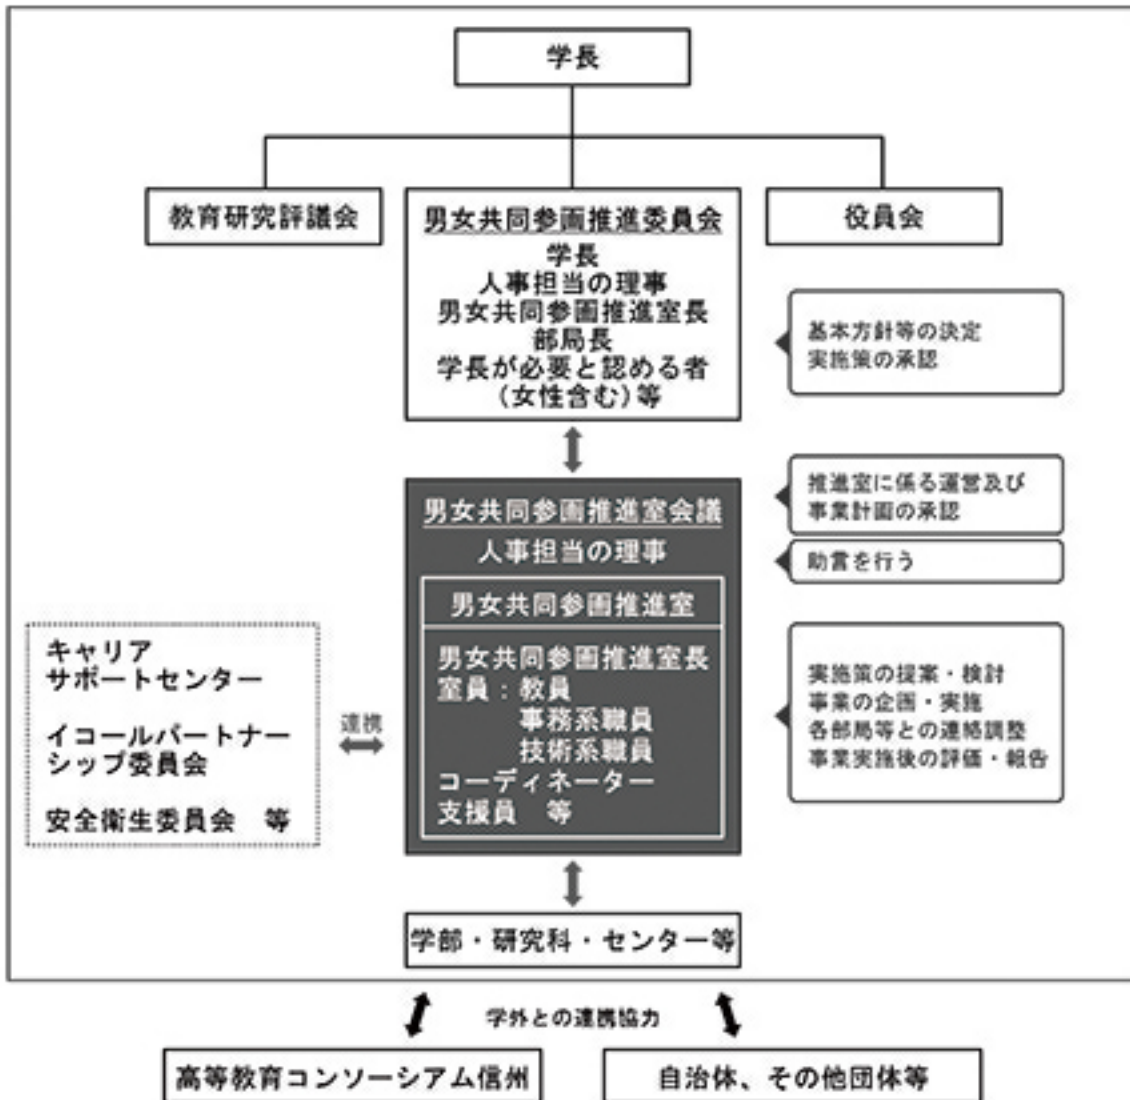 学長
教育研究評議会
男女共同参画推進委員会
学長
人事担当の理事
男女共同参画推進室長
部局長
学長が必要と認める者
(女性含む)等
役員会
基本方針等の決定
実施策の承認
男女共同参画推進室会議
人事担当の理事
推進室に係る運営及び
事業計画の承認
助言を行う
男女共同参画推進室
男女共同参画推進室長
室員:教員
事務系職員
技術系職員
コーディネーター
支援員 等
実施策の提案・検討
事業の企画・実施
各部局等との連絡調整
事業実施後の評価・報告
キャリア
サポートセンター
イコールパートナー
シップ委員会
安全衛生委員会 等
連携
学部・研究科・センター等
学外との連携協力
高等教育コンソーシアム信州
自治体、その他団体等